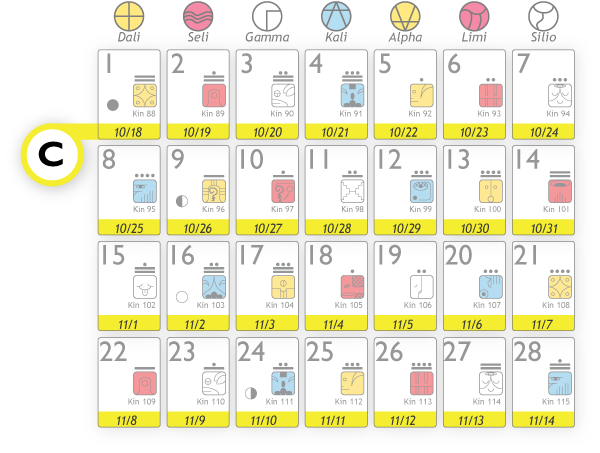 Dali Seli Gamma Kali Alpha Limi Silio
1 2 3 4 5 6 7
Kin 88 Kin 89 Kin 90 Kin 91 Kin 92 Kin 93 Kin 94
10/18 10/19 10/20 10/21 10/22 10/23 10/24
C
8 9 10 11 12 13 14
Kin 95 Kin 96 Kin 97 Kin 98 Kin 99 Kin 100 Kin 101
10/25 10/26 10/27 10/28 10/29 10/30 10/31
15 16 17 18 19 20 21
Kin 102 Kin 103 Kin 104 Kin 105 Kin 106 Kin 107 Kin 108
11/1 11/2 11/3 11/4 11/5 11/6 11/7
22 23 24 25 26 27 28
Kin 109 Kin 110 Kin 111 Kin 112 Kin 113 Kin 114 Kin 115
11/8 11/9 11/10 11/11 11/12 11/13 11/14